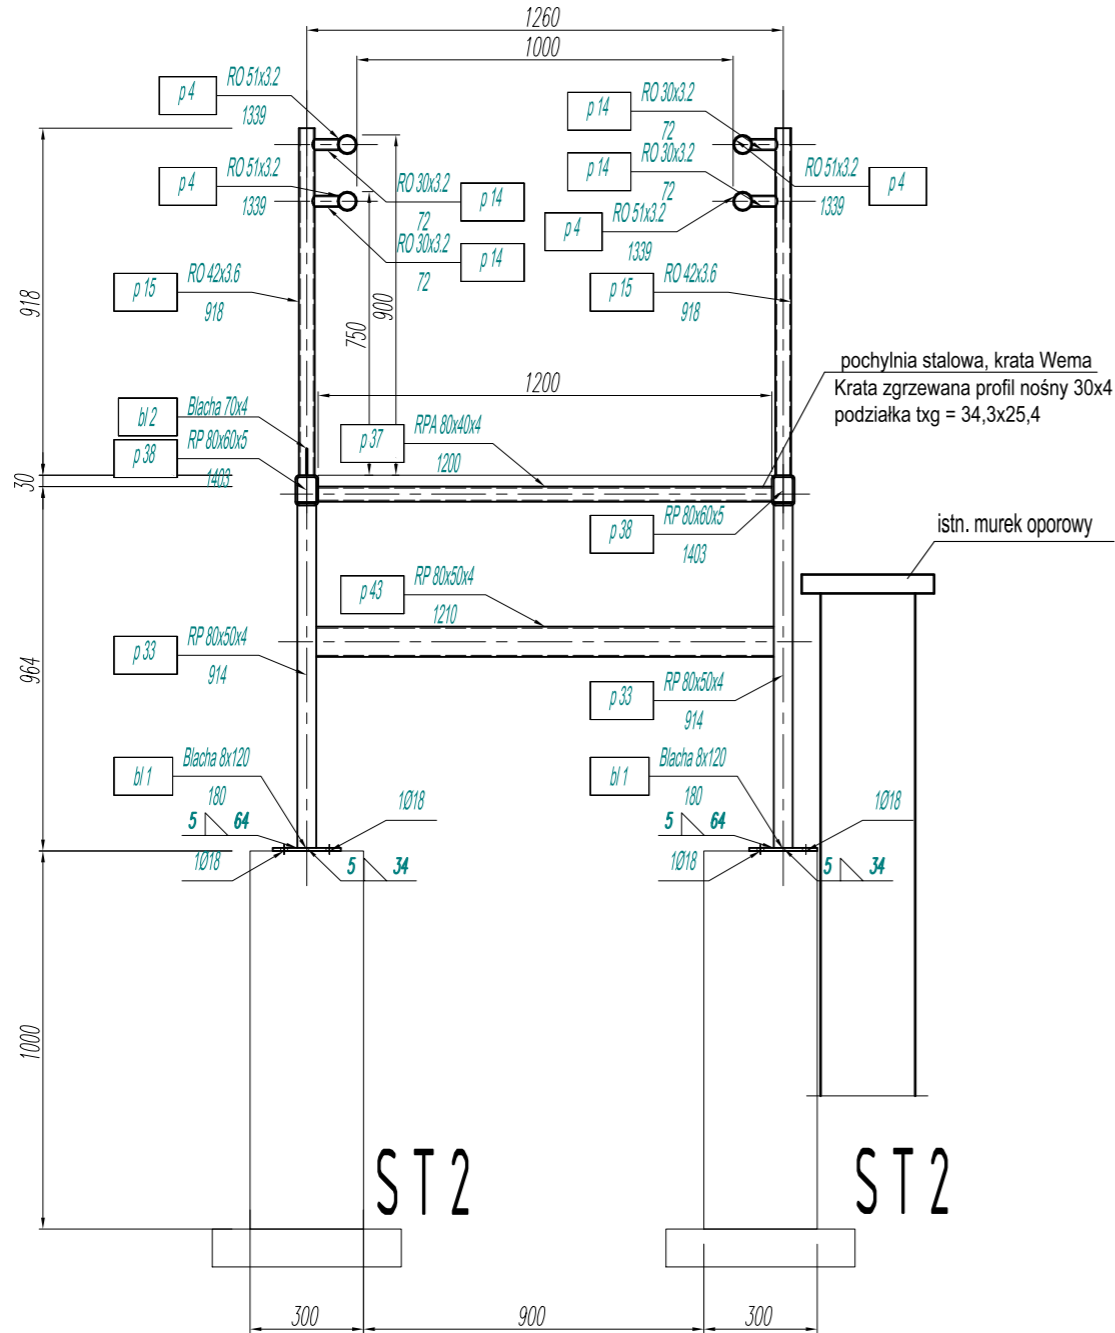 1260
1000
p 4
RO 51x3.2
1339
p 14
RO 30x3.2
72
p 4
RO 51x3.2
1339
p 14
RO 30x3.2
72
RO 51x3.2
1339
p 4
RO 30x3.2
72
p 14
p 4
RO 51x3.2
1339
RO 30x3.2
72
p 14
p 15
RO 42x3.6
918
p 15
RO 42x3.6
918
918
750
900
pochylnia stalowa, krata Wema
Krata zgrzewana profil nośny 30x4
podziałka txg = 34,3x25,4
1200
bl 2
Blacha 70x4
p 38
RP 80x60x5
1403
p 37
RPA 80x40x4
1200
30
p 38
RP 80x60x5
1403
istn. murek oporowy
p 43
RP 80x50x4
1210
p 33
RP 80x50x4
914
964
p 33
RP 80x50x4
914
bl 1
Blacha 8x120
180
bl 1
Blacha 8x120
180
5 64
1Ø18
5 64
1Ø18
1Ø18
5 34
1Ø18
5 34
1000
ST2
ST2
300
900
300